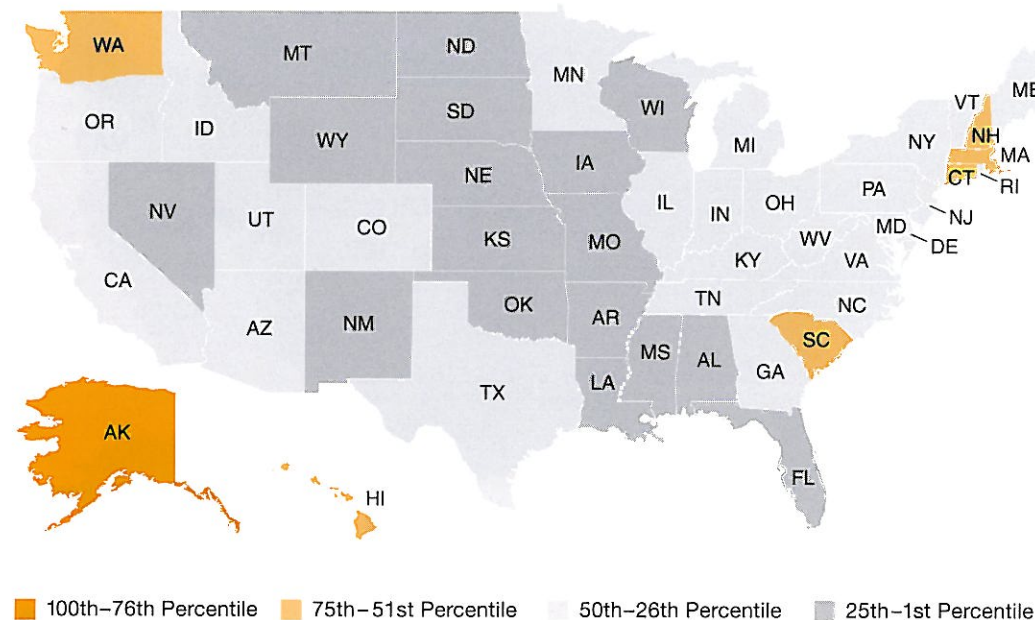 WA
MT
ND
MN
VT
ME
OR
ID
SD
WI
NY
NH
MA
WY
MI
IA
CT
RI
NE
PA
NV
IL
IN
OH
NJ
UT
CO
MD
DE
WV
KS
MO
KY
VA
CA
TN
NC
OK
AR
AZ
NM
SC
MS
AL
GA
LA
TX
AK
FL
HI
100th–76th Percentile
75th–51st Percentile
50th–26th Percentile
25th–1st Percentile